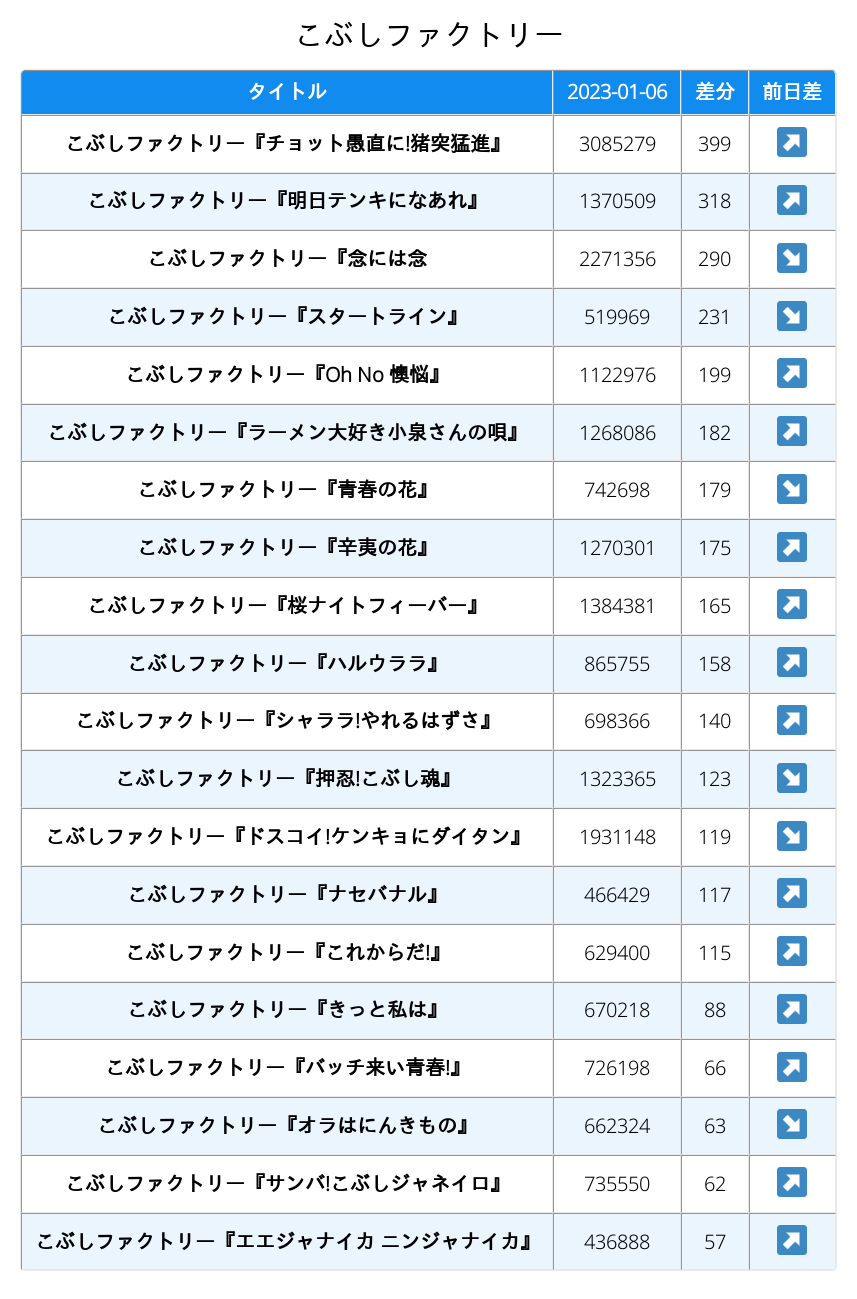 こぶしファクトリー
タイトル 2023-01-06 差分 前日差
こぶしファクトリー『チョット愚直に!猪突猛進』 3085279 399
こぶしファクトリー『明日テンキになあれ』 1370509 318
こぶしファクトリー『念には念 2271356 290
こぶしファクトリー『スタートライン』 519969 231
こぶしファクトリー『Oh No 懊悩』 1122976 199
こぶしファクトリー『ラーメン大好き小泉さんの唄』 1268086 182
こぶしファクトリー『青春の花』 742698 179
こぶしファクトリー『辛夷の花』 1270301 175
こぶしファクトリー『桜ナイトフィーバー』 1384381 165
こぶしファクトリー『ハルウララ』 865755 158
こぶしファクトリー『シャララ!やれるはずさ』 698366 140
こぶしファクトリー『押忍!こぶし魂』 1323365 123
こぶしファクトリー『ドスコイ!ケンキョにダイタン』 1931148 119
こぶしファクトリー『ナセバナル』 466429 117
こぶしファクトリー『これからだ!』 629400 115
こぶしファクトリー『きっと私は』 670218 88
こぶしファクトリー『バッチ来い青春!』 726198 66
こぶしファクトリー『オラはにんきもの』 662324 63
こぶしファクトリー『サンバ!こぶしジャネイロ』 735550 62
こぶしファクトリー『エエジャナイカ ニンジャナイカ』 436888 57